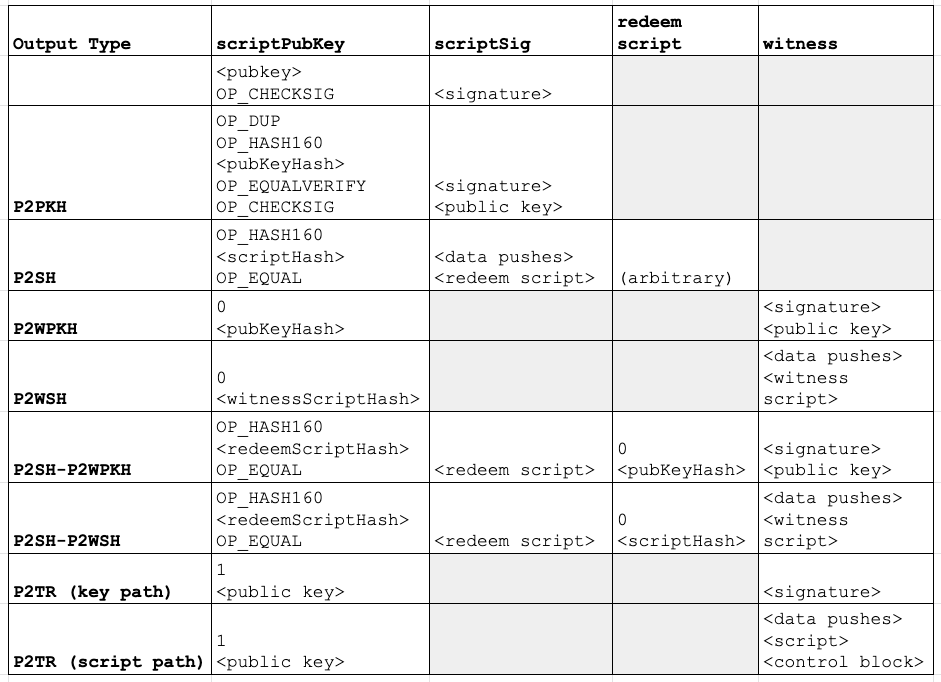 Output Type scriptPubKey scriptSig redeem script witness
<pubkey>
OP_CHECKSIG <signature>
OP_DUP
OP_HASH160
<pubKeyHash>
OP_EQUALVERIFY <signature>
P2PKH OP_CHECKSIG <public key>
OP_HASH160
<scriptHash> <data pushes>
P2SH OP_EQUAL <redeem script> (arbitrary)
0 <signature>
P2WPKH <pubKeyHash> <public key>
<data pushes>
0 <witness
P2WSH <witnessScriptHash> script>
OP_HASH160
<redeemScriptHash> 0 <signature>
P2SH-P2WPKH OP_EQUAL <redeem script> <pubKeyHash> <public key>
OP_HASH160 <data pushes>
<redeemScriptHash> 0 <witness
P2SH-P2WSH OP_EQUAL <redeem script> <scriptHash> script>
1
P2TR (key path) <public key> <signature>
<data pushes>
1 <script>
P2TR (script path) <public key> <control block>